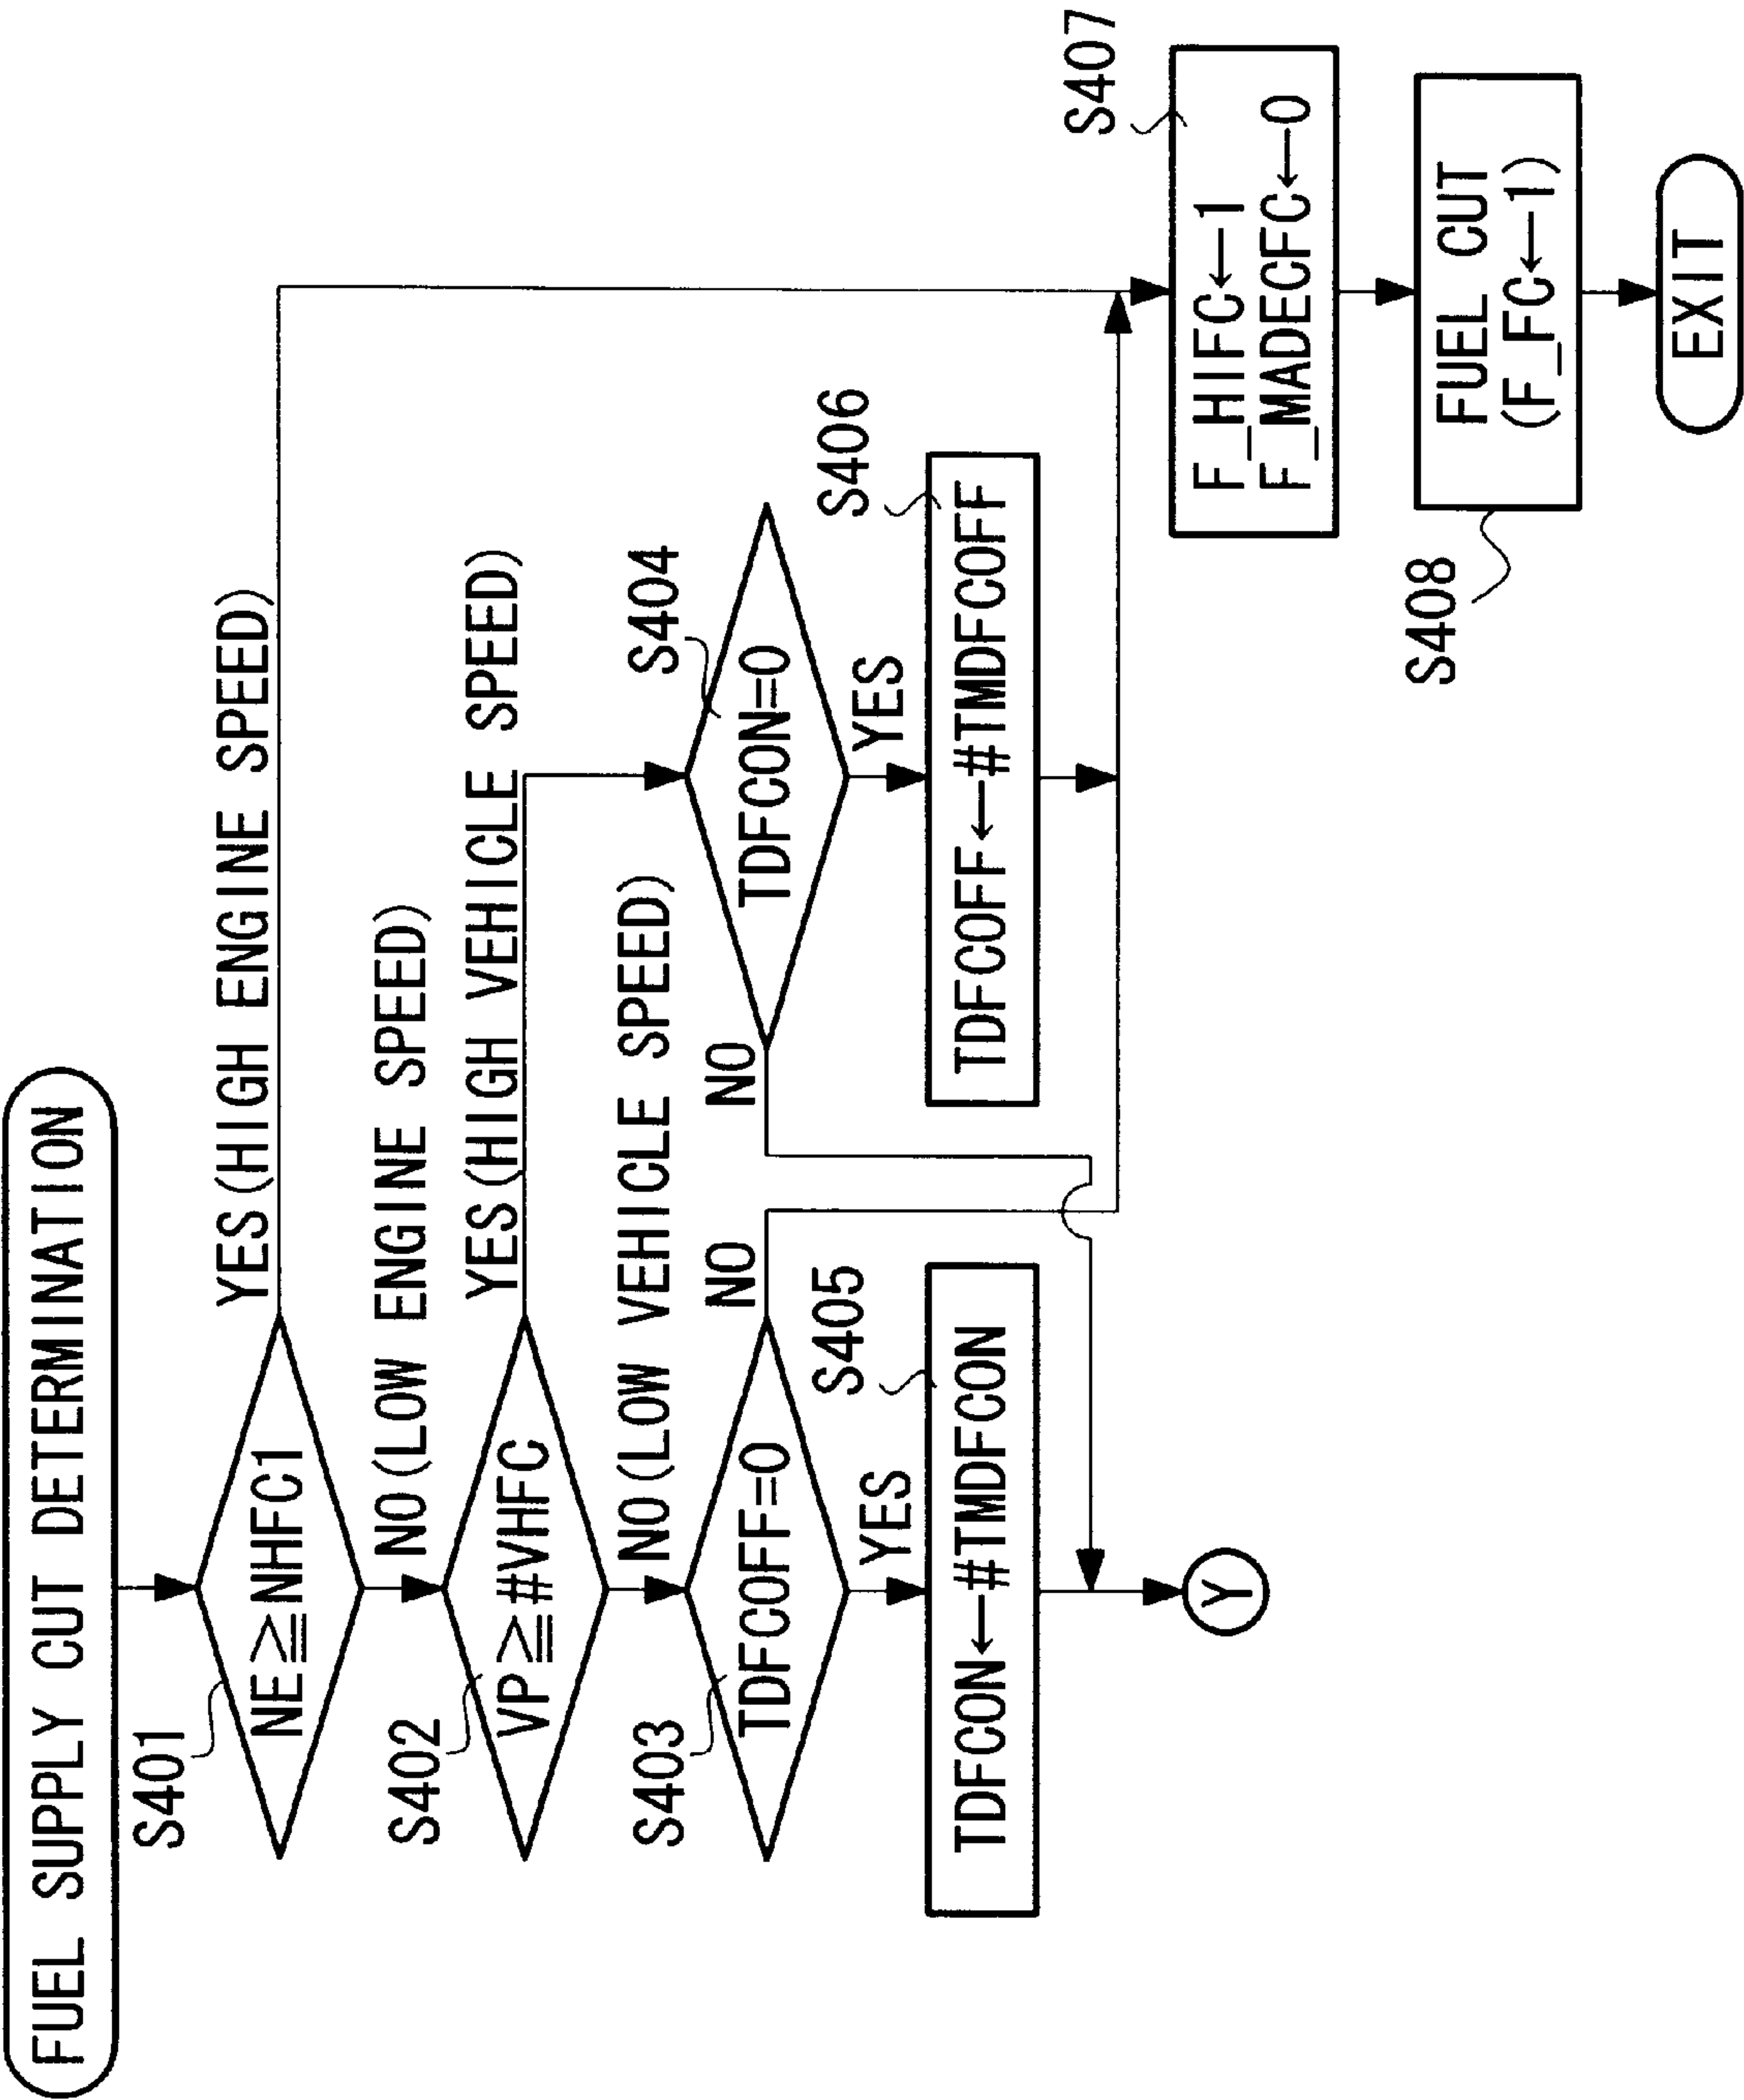 FUEL SUPPLY CUT DETERMINATION
S401
NE≧NHFC1
YES(HIGH ENGINE SPEED)
NO(LOW ENGINE SPEED)
S402
VP≧#VHFC
YES(HIGH VEHICLE SPEED)
NO(LOW VEHICLE SPEED)
S403
TDFCOFF=0
NO
YES
S404
TDFCON=0
NO
YES
S405
TDFCON←#TMDFCON
S406
TDFCOFF←#TMDFCOFF
Y
S407
F_HIFC←1
F_MADECFC←0
S408
FUEL CUT
(F_FC←1)
EXIT